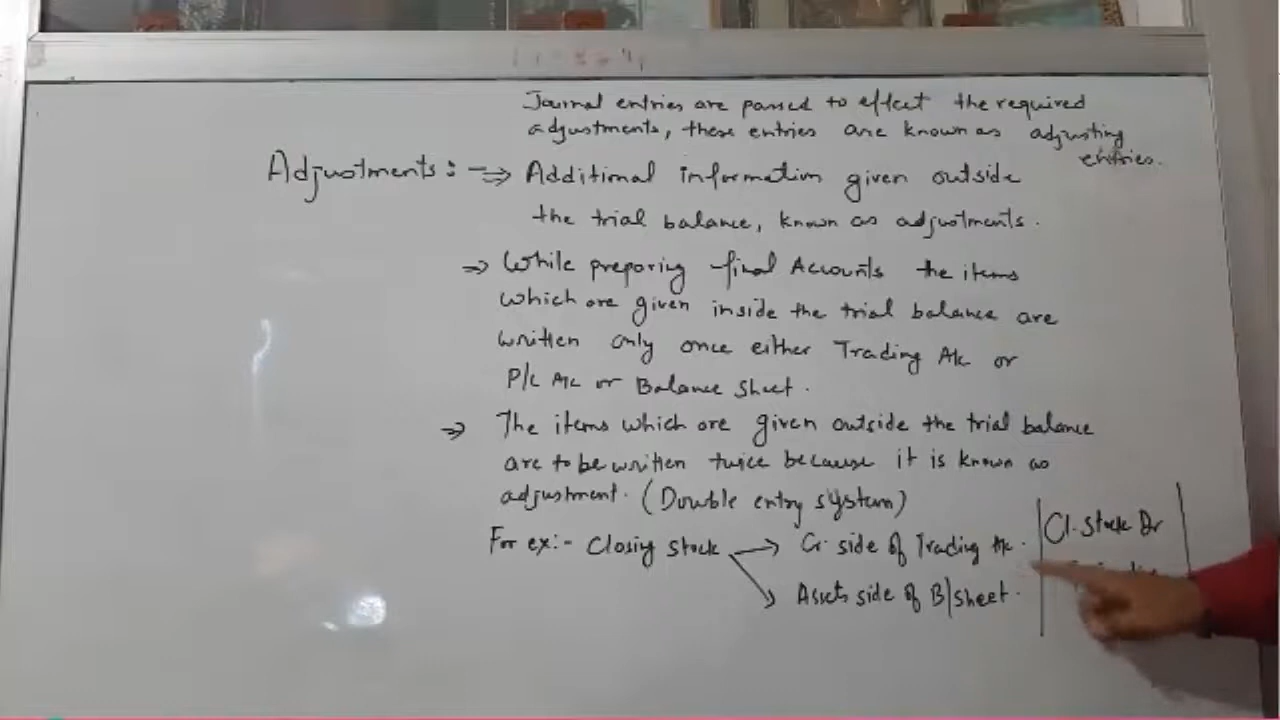 Journal entries are passed to effect the required
adjustments, these entries are known as adjusting
entries.
Adjustments :- ⇒ Additional information given outside
the trial balance, known as adjustments.
⇒ While preparing final Accounts the items
which are given inside the trial balance are
written only once either Trading A/c or
P/L A/c or Balance Sheet.
⇒ The items which are given outside the trial balance
are to be written twice because it is known as
adjustment. (Double entry system)
For ex:- Closing stock → Cr. side of Trading A/c.
Assets side of B/sheet.
Cl. Stock Dr